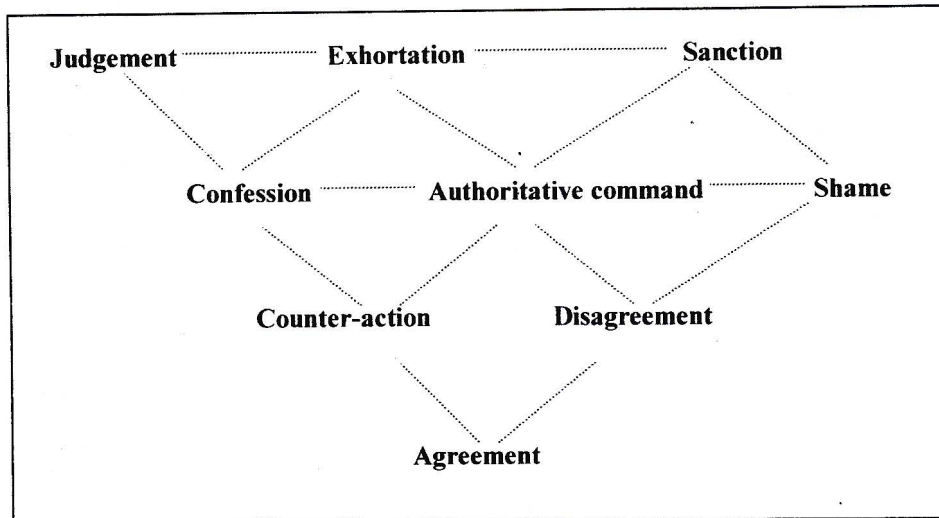 Judgement Exhortation Sanction
Confession Authoritative command Shame
Counter-action Disagreement
Agreement